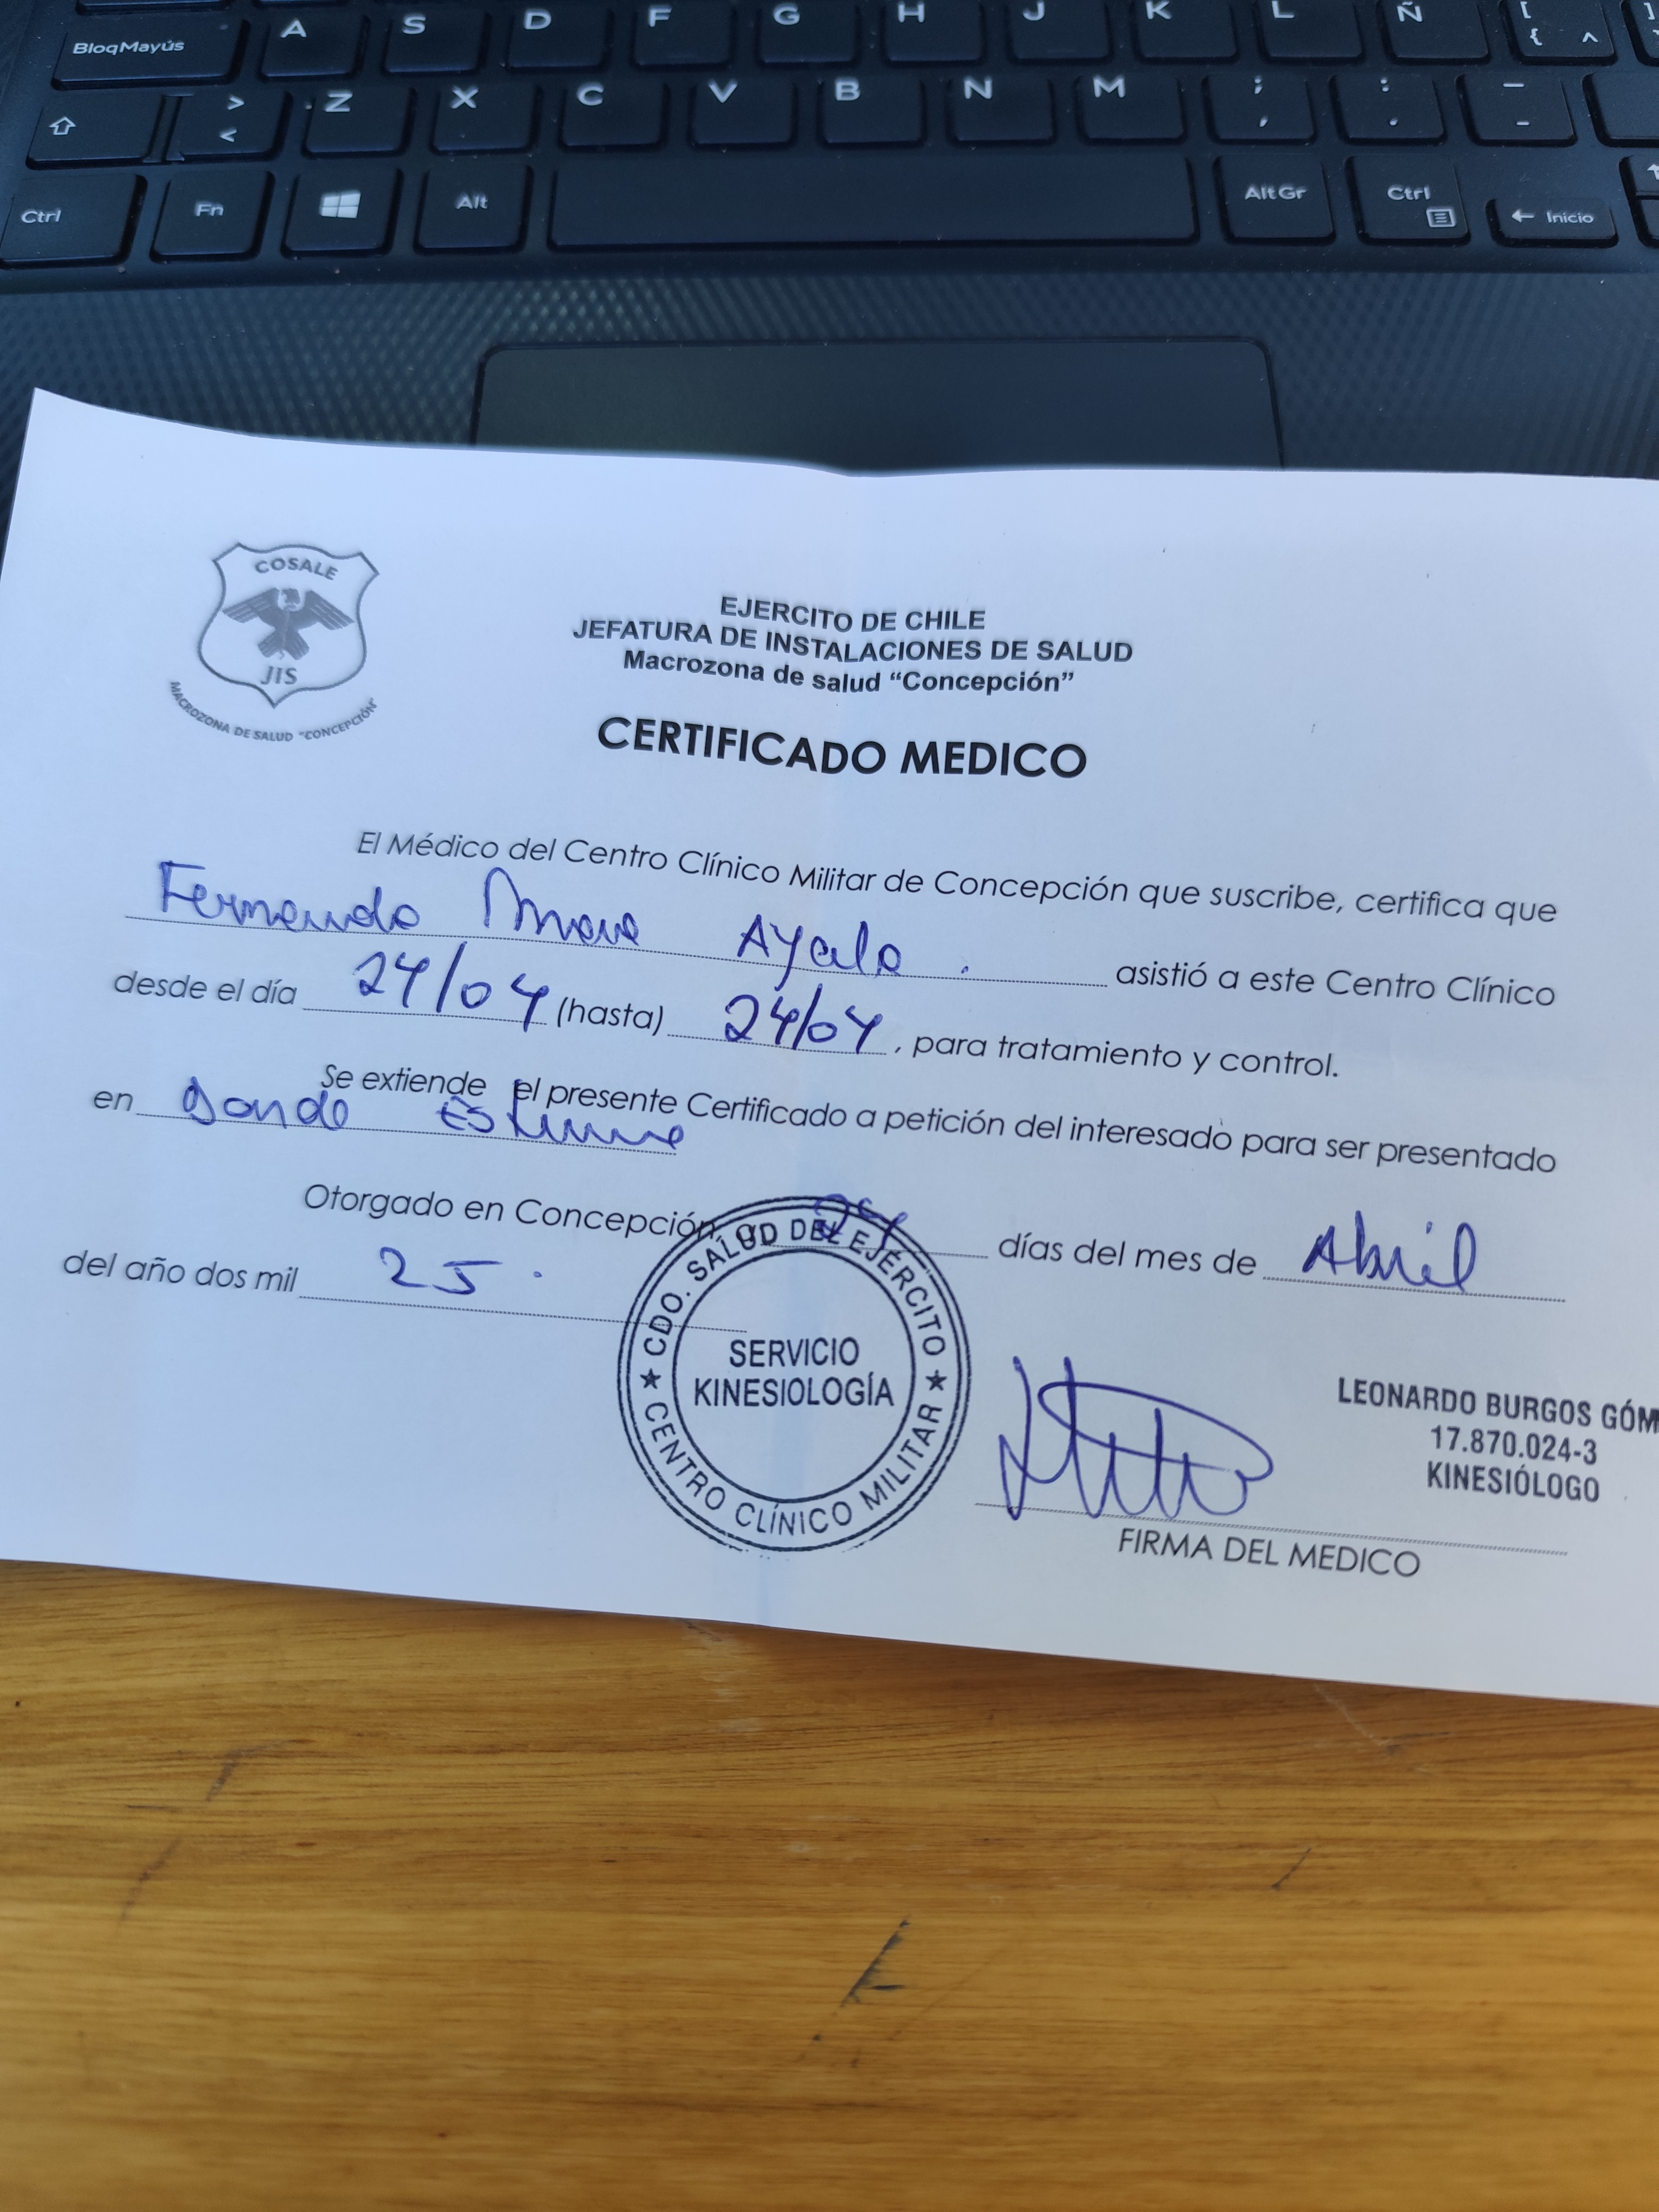 BloqMayús A S D F G H J K L Ñ [ { ^ ]
> < Z X C V B N M ; , : . _ -
Ctrl Fn Alt AltGr Ctrl ← Inicio
COSALE
JIS
MACROZONA DE SALUD "CONCEPCIÓN"
EJERCITO DE CHILE
JEFATURA DE INSTALACIONES DE SALUD
Macrozona de salud “Concepción”
CERTIFICADO MEDICO
El Médico del Centro Clínico Militar de Concepción que suscribe, certifica que
Fernando Ayala . asistió a este Centro Clínico
desde el día 24/04 (hasta) 24/04 , para tratamiento y control.
Se extiende el presente Certificado a petición del interesado para ser presentado
en donde Estime
Otorgado en Concepción, a 24 días del mes de Abril
del año dos mil 25 .
CDO. SALUD DEL EJÉRCITO
SERVICIO
KINESIOLOGÍA
★ CENTRO CLÍNICO MILITAR ★
LEONARDO BURGOS GÓM
17.870.024-3
KINESIÓLOGO
FIRMA DEL MEDICO